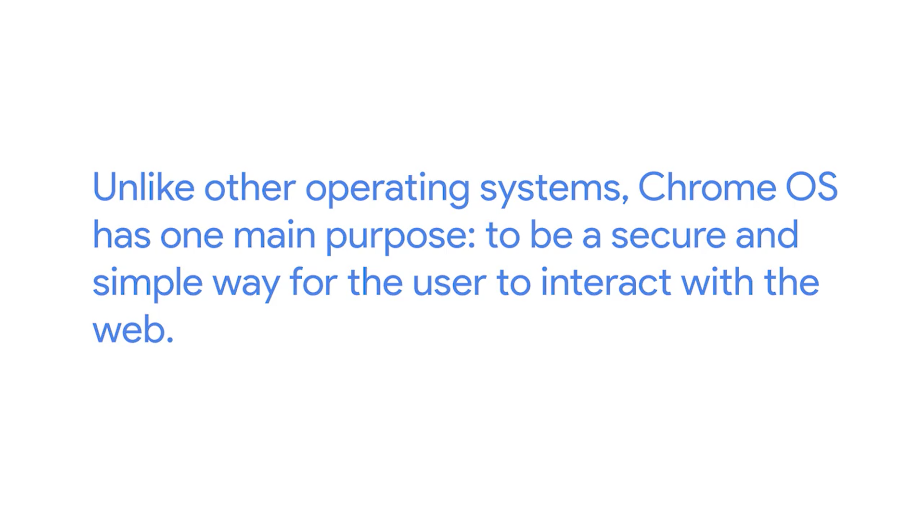 Unlike other operating systems, Chrome OS
has one main purpose: to be a secure and
simple way for the user to interact with the
web.